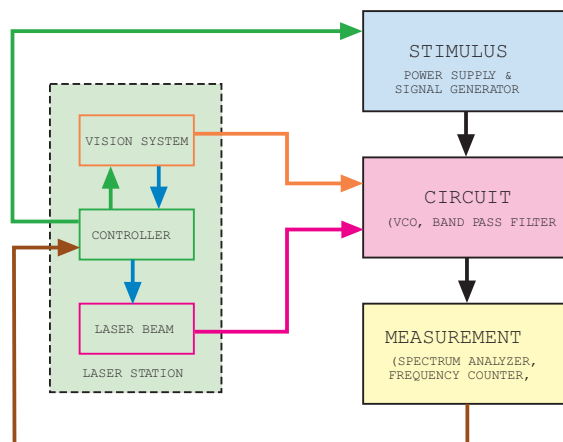 STIMULUS
POWER SUPPLY &
SIGNAL GENERATOR
VISION SYSTEM
CIRCUIT
(VCO, BAND PASS FILTER
CONTROLLER
LASER BEAM
MEASUREMENT
(SPECTRUM ANALYZER,
FREQUENCY COUNTER,
LASER STATION